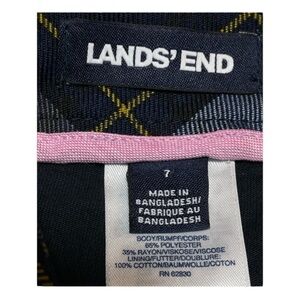 LANDS' END
7
MADE IN
BANGLADESH/
FABRIQUE AU
BANGLADESH
BODY/RUMPF/CORPS:
65% POLYESTER
35% RAYON/VISKOSE/VISCOSE
LINING/FUTTER/DOUBLURE:
100% COTTON/BAUMWOLLE/COTON
RN 62830